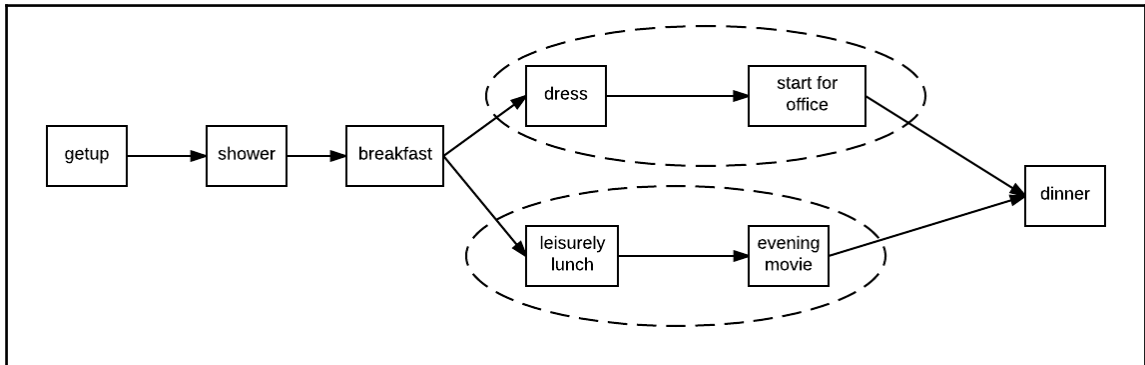 getup
shower
breakfast
dress
start for
office
leisurely
lunch
evening
movie
dinner